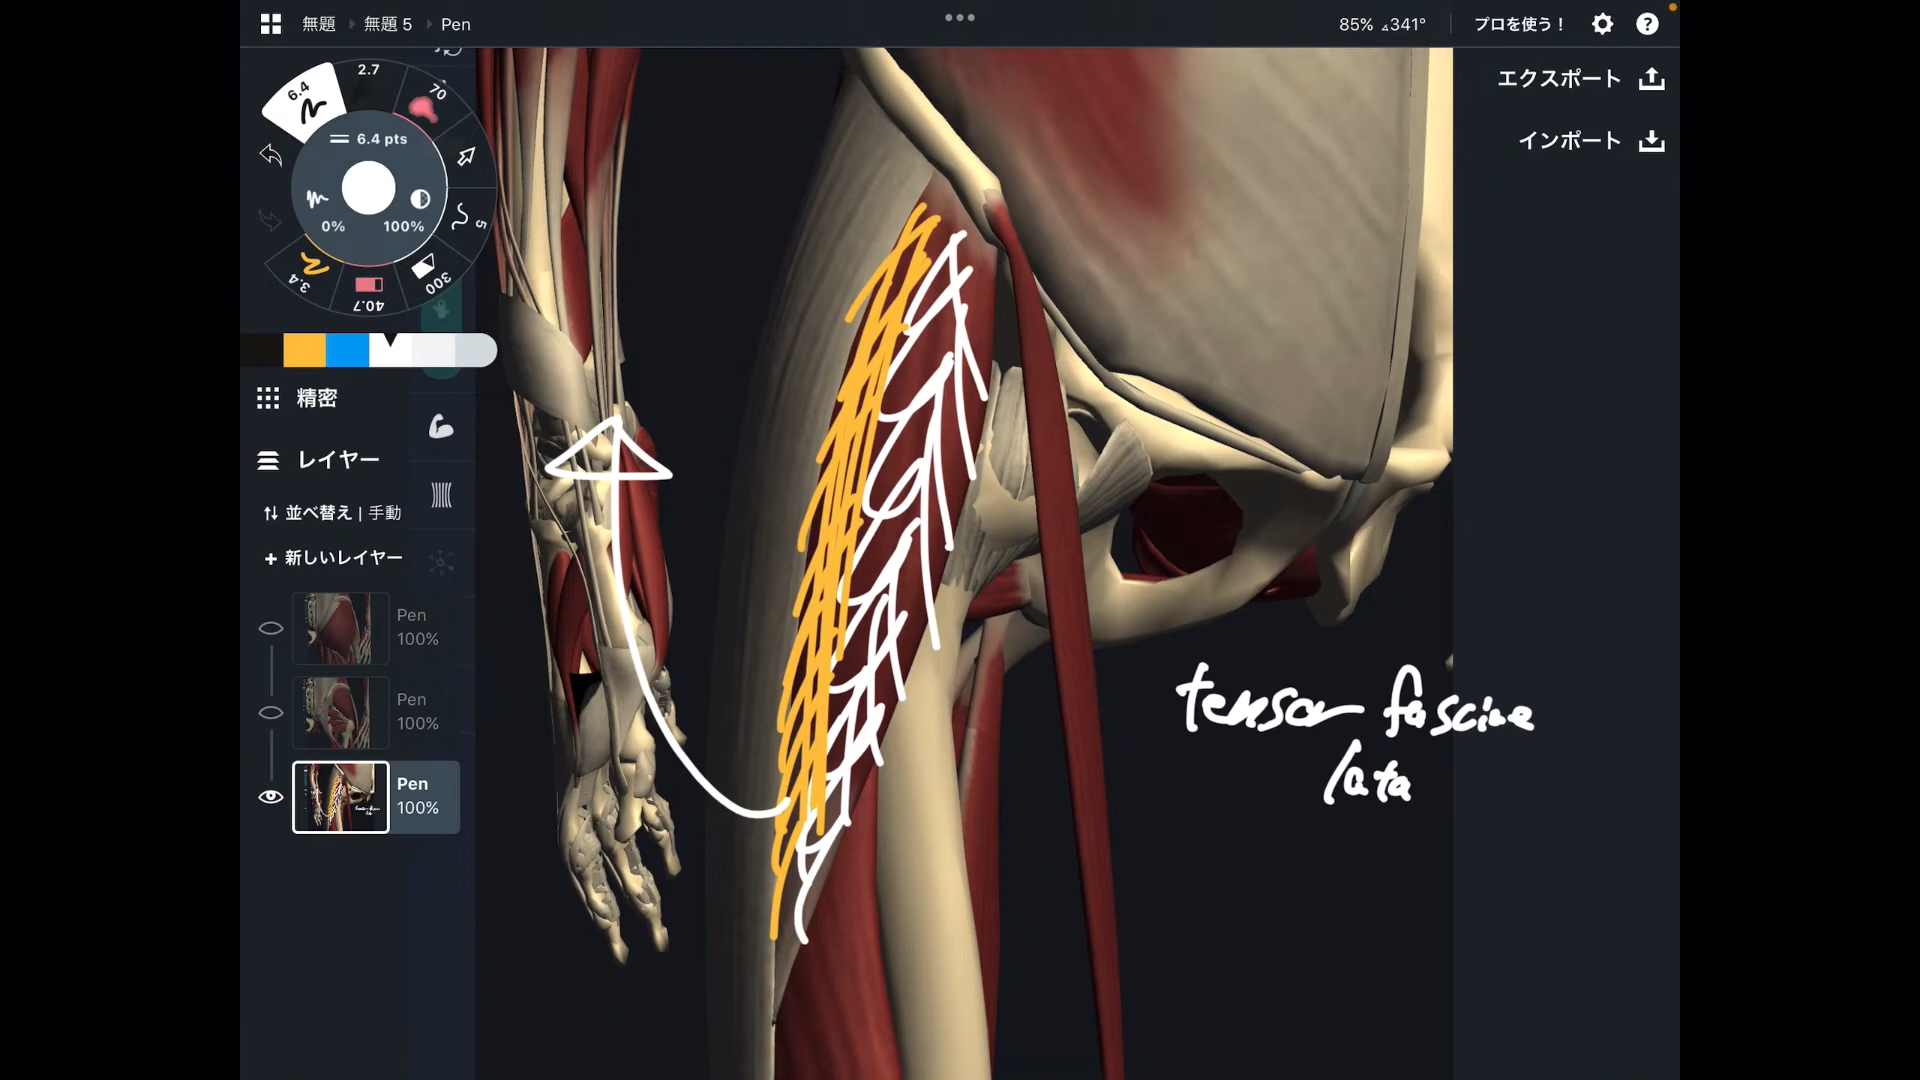 無題 無題 5 Pen
85% ⊿341°
プロを使う！
エクスポート
インポート
2.7
6.4
70
6.4 pts
0%
100%
5
300
40.7
3.4
精密
レイヤー
並べ替え | 手動
+ 新しいレイヤー
Pen
100%
Pen
100%
Pen
100%
tensor fasciae
lata